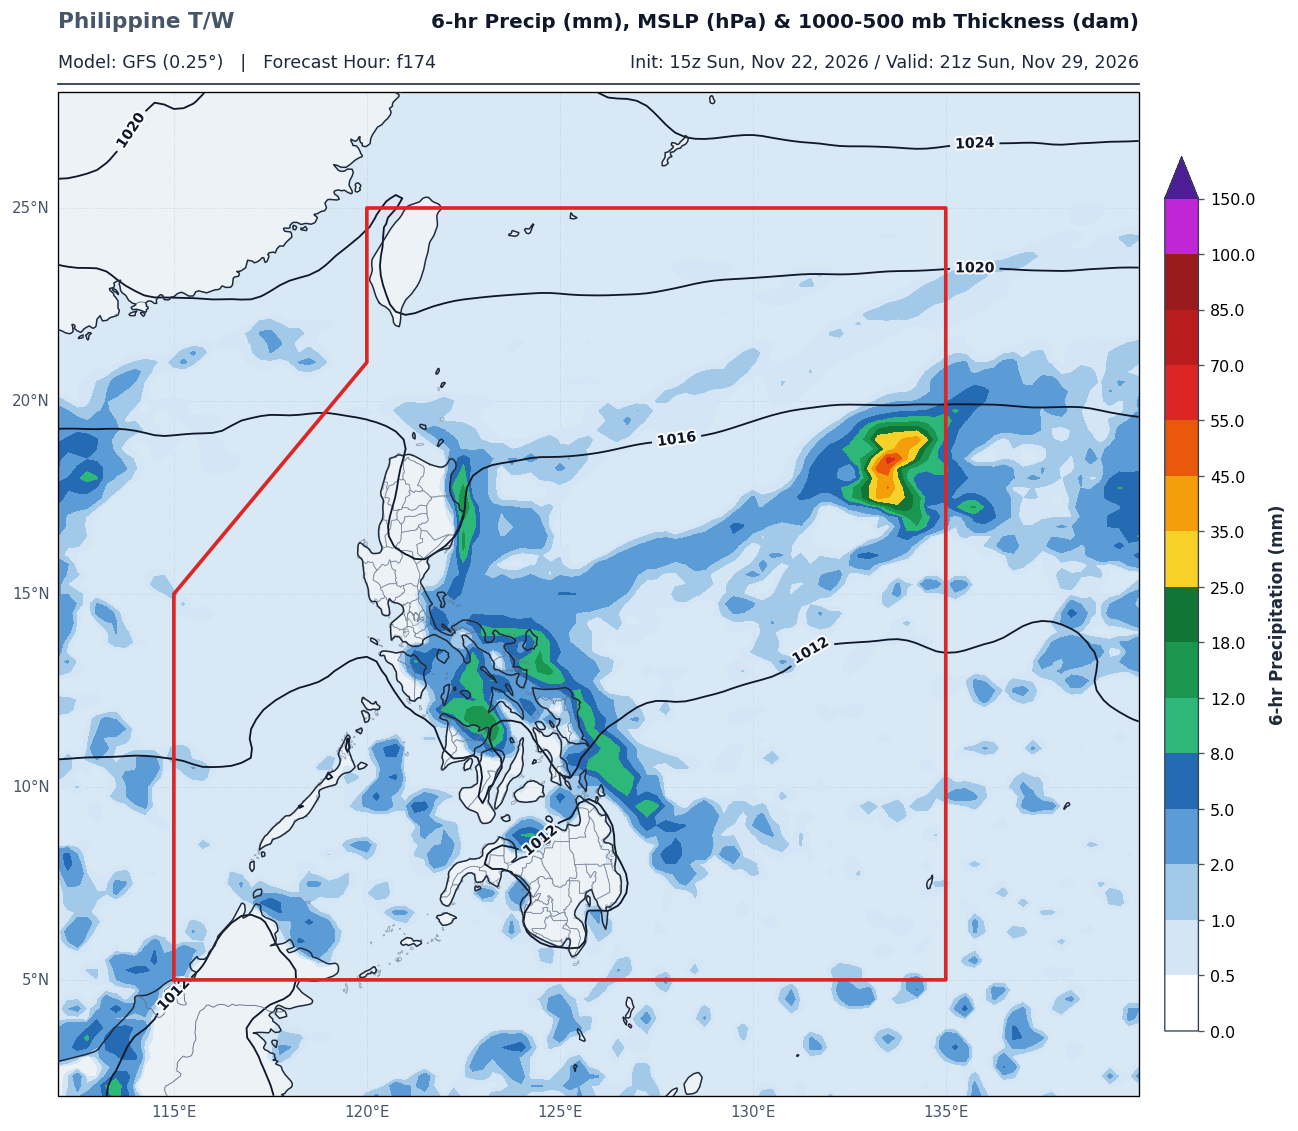 Philippine T/W
6-hr Precip (mm), MSLP (hPa) & 1000-500 mb Thickness (dam)
Model: GFS (0.25°) | Forecast Hour: f174
Init: 15z Sun, Nov 22, 2026 / Valid: 21z Sun, Nov 29, 2026
1020
1024
1020
1016
1012
1012
1012
25°N
20°N
15°N
10°N
5°N
115°E
120°E
125°E
130°E
135°E
150.0
100.0
85.0
70.0
55.0
45.0
35.0
25.0
18.0
12.0
8.0
5.0
2.0
1.0
0.5
0.0
6-hr Precipitation (mm)